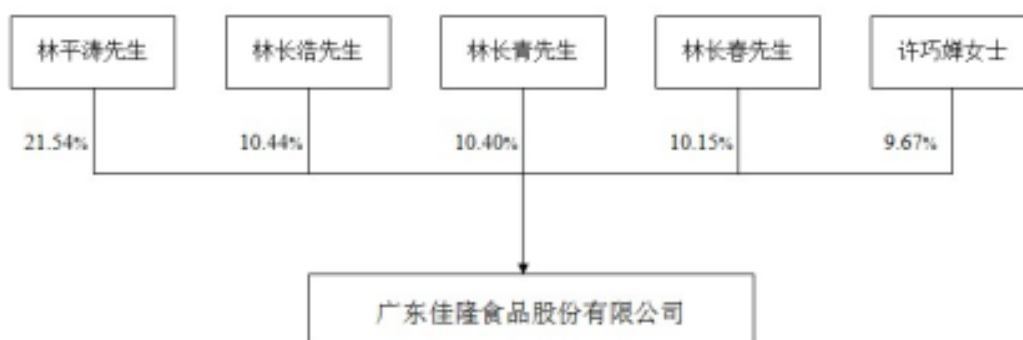 林平涛先生 林长浩先生 林长青先生 林长春先生 许巧婵女士
21.54% 10.44% 10.40% 10.15% 9.67%
广东佳隆食品股份有限公司